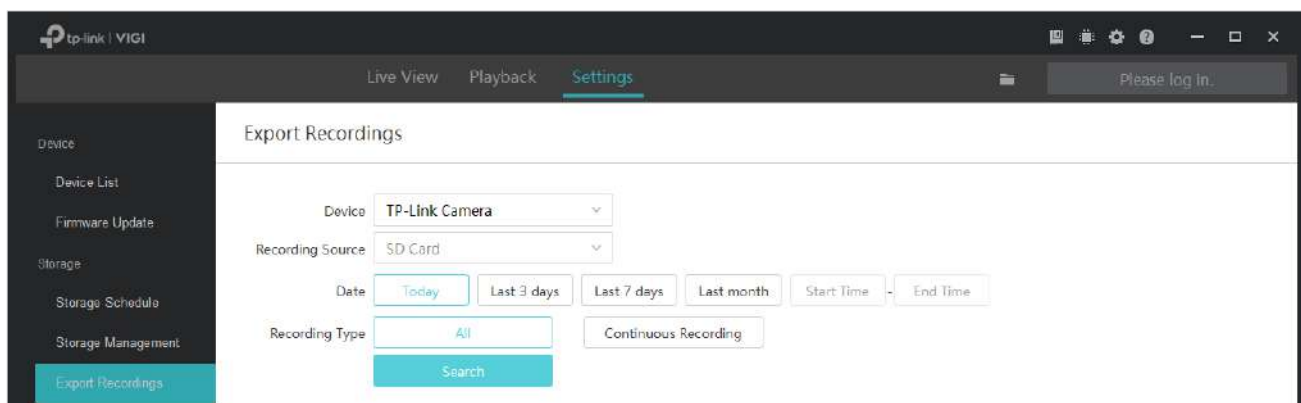 tp-link | VIGI
Live View Playback Settings Please log in..
Export Recordings
Device
Device List
Firmware Update
Storage
Storage Schedule
Storage Management
Export Recordings
Device TP-Link Camera
Recording Source SD Card
Date Today Last 3 days Last 7 days Last month Start Time - End Time
Recording Type All Continuous Recording
Search